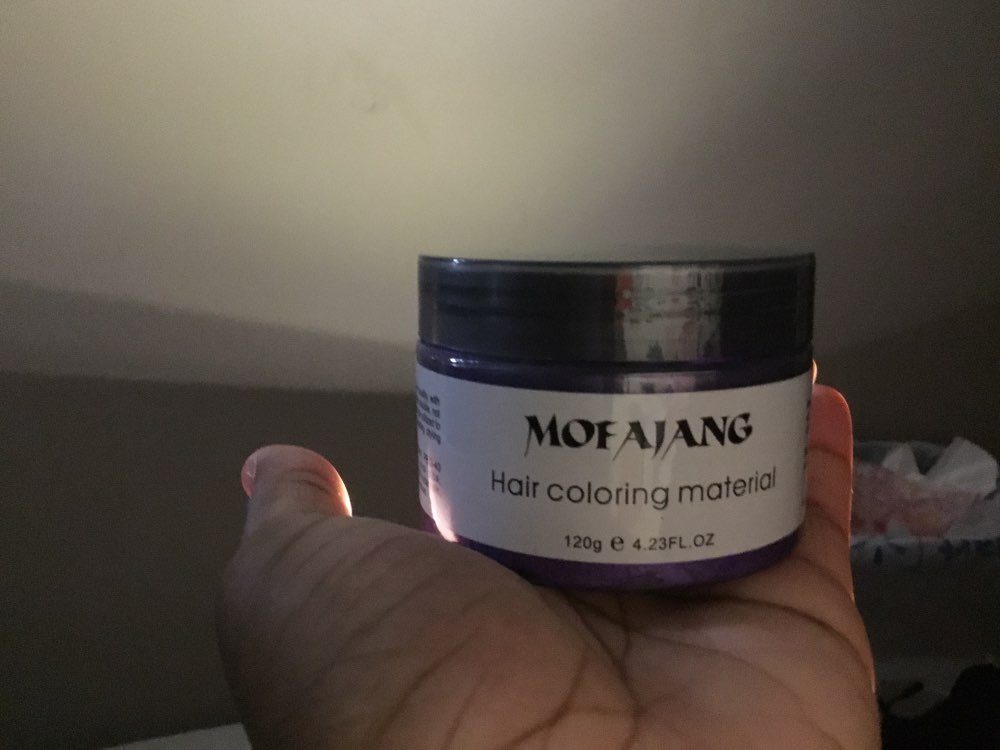 MOFAJANG
Hair coloring material
120g e 4.23FL.OZ